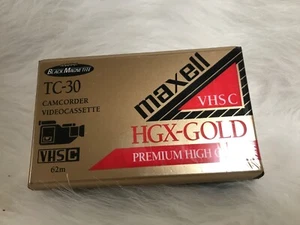 BLACK MAGNETITE
TC-30
CAMCORDER
VIDEOCASSETTE
VHS C
62m
maxell
VHS C
HGX-GOLD
PREMIUM HIGH